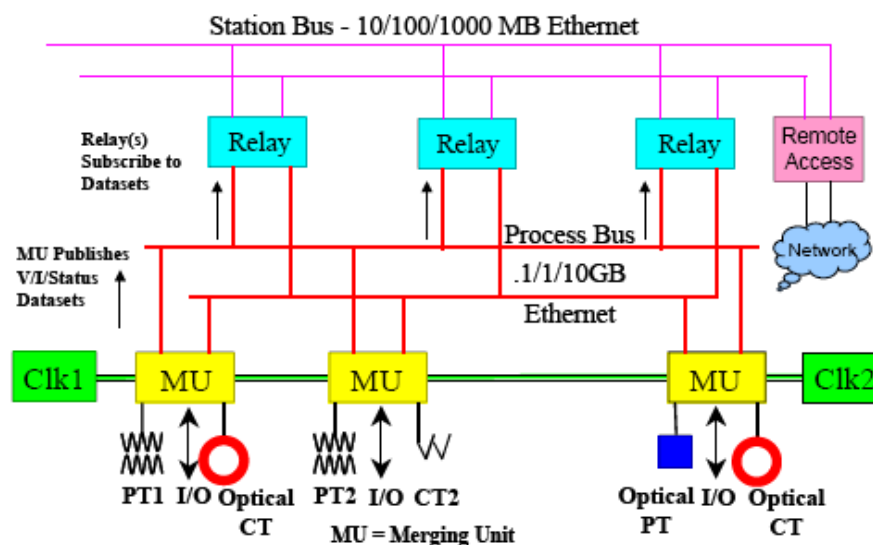 Station Bus - 10/100/1000 MB Ethernet
Relay(s)
Subscribe to
Datasets
Relay
Relay
Relay
Remote
Access
MU Publishes
V/I/Status
Datasets
Process Bus
.1/1/10GB
Ethernet
Network
Clk1
MU
MU
MU
Clk2
PT1 I/O Optical
CT
PT2 I/O CT2
Optical I/O Optical
PT CT
MU = Merging Unit